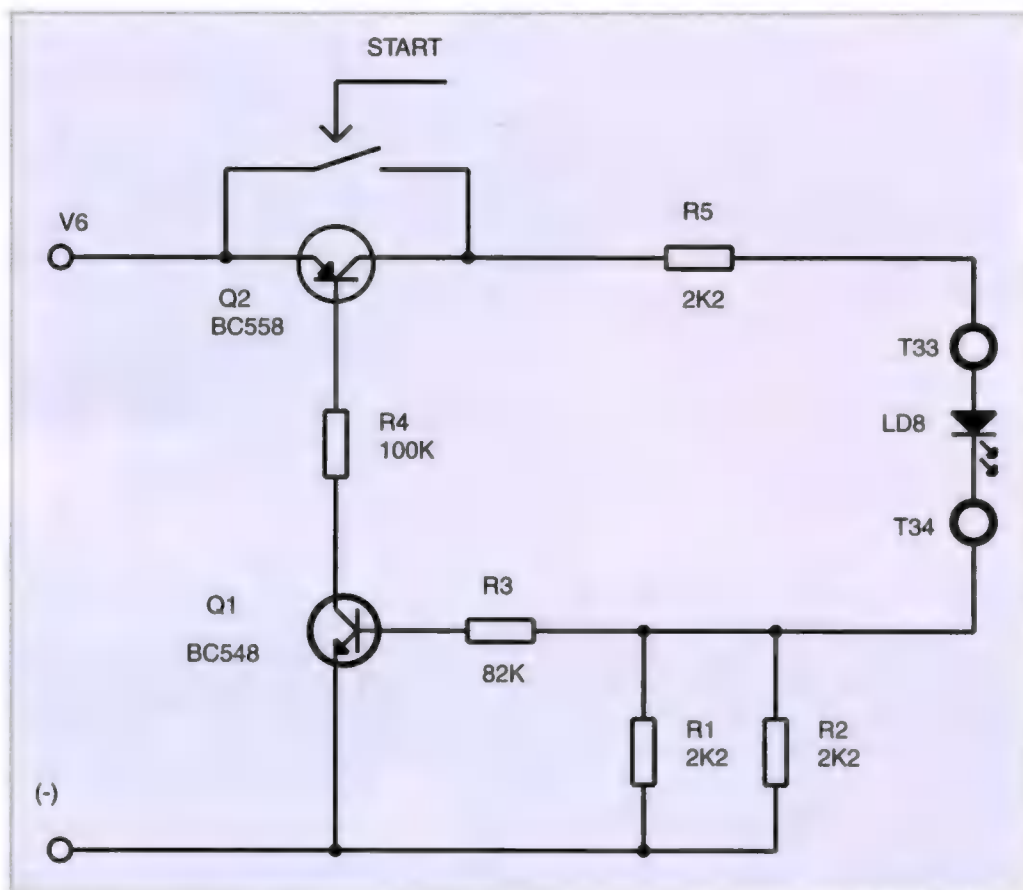 START
V6
R5
2K2
Q2
BC558
T33
R4
100K
LD8
T34
R3
Q1
BC548
82K
R1
2K2
R2
2K2
(-)